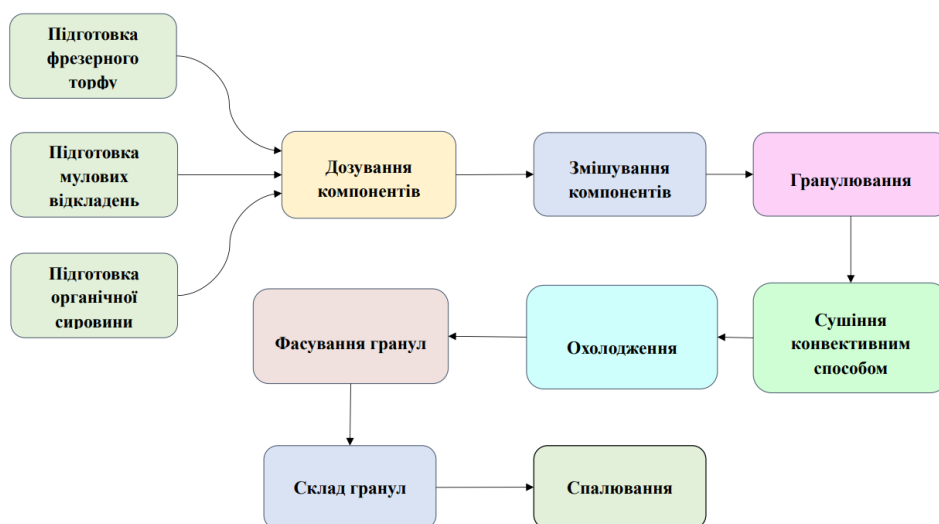 Підготовка
фрезерного
торфу
Підготовка
мулових
відкладень
Підготовка
органічної
сировини
Дозування
компонентів
Змішування
компонентів
Гранулювання
Сушіння
конвективним
способом
Охолодження
Фасування гранул
Склад гранул
Спалювання